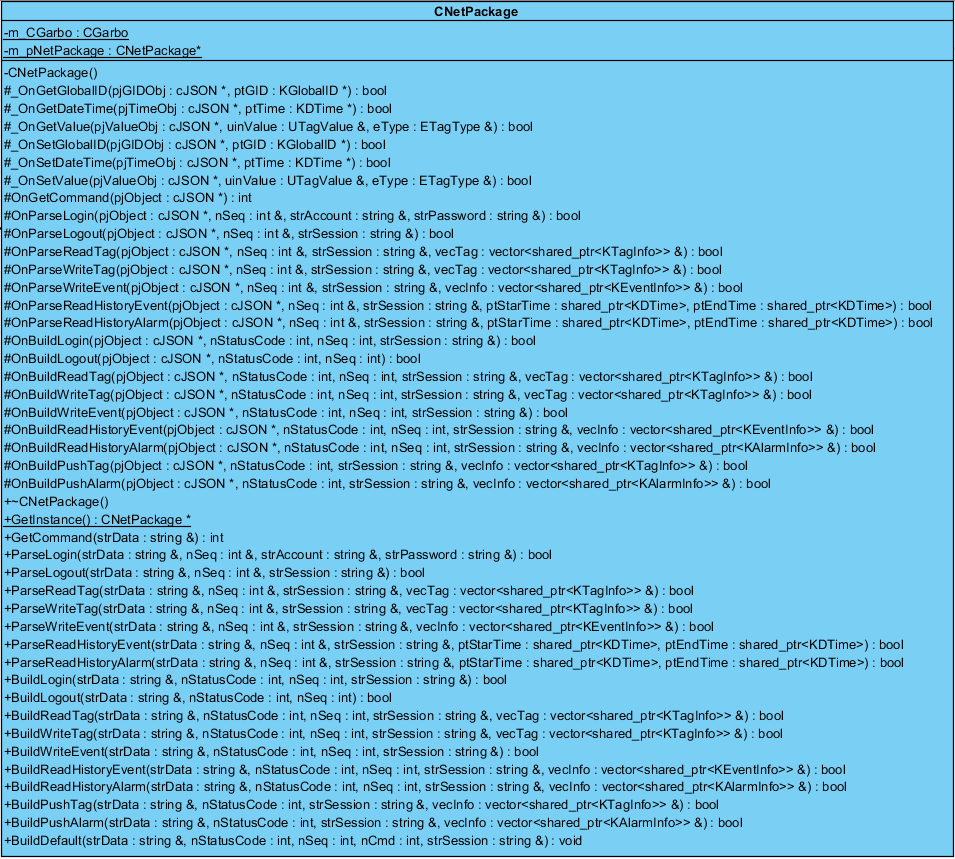 CNetPackage
-m_CGarbo : CGarbo
-m_pNetPackage : CNetPackage*
-CNetPackage()
#_OnGetGlobalID(pjGIDObj : cJSON *, ptGID : KGlobalID *) : bool
#_OnGetDateTime(pjTimeObj : cJSON *, ptTime : KDTime *) : bool
#_OnGetValue(pjValueObj : cJSON *, uinValue : UTagValue &, eType : ETagType &) : bool
#_OnSetGlobalID(pjGIDObj : cJSON *, ptGID : KGlobalID *) : bool
#_OnSetDateTime(pjTimeObj : cJSON *, ptTime : KDTime *) : bool
#_OnSetValue(pjValueObj : cJSON *, uinValue : UTagValue &, eType : ETagType &) : bool
#OnGetCommand(pjObject : cJSON *) : int
#OnParseLogin(pjObject : cJSON *, nSeq : int &, strAccount : string &, strPassword : string &) : bool
#OnParseLogout(pjObject : cJSON *, nSeq : int &, strSession : string &) : bool
#OnParseReadTag(pjObject : cJSON *, nSeq : int &, strSession : string &, vecTag : vector<shared_ptr<KTagInfo>> &) : bool
#OnParseWriteTag(pjObject : cJSON *, nSeq : int &, strSession : string &, vecTag : vector<shared_ptr<KTagInfo>> &) : bool
#OnParseWriteEvent(pjObject : cJSON *, nSeq : int &, strSession : string &, vecInfo : vector<shared_ptr<KEventInfo>> &) : bool
#OnParseReadHistoryEvent(pjObject : cJSON *, nSeq : int &, strSession : string &, ptStarTime : shared_ptr<KDTime>, ptEndTime : shared_ptr<KDTime>) : bool
#OnParseReadHistoryAlarm(pjObject : cJSON *, nSeq : int &, strSession : string &, ptStarTime : shared_ptr<KDTime>, ptEndTime : shared_ptr<KDTime>) : bool
#OnBuildLogin(pjObject : cJSON *, nStatusCode : int, nSeq : int, strSession : string &) : bool
#OnBuildLogout(pjObject : cJSON *, nStatusCode : int, nSeq : int) : bool
#OnBuildReadTag(pjObject : cJSON *, nStatusCode : int, nSeq : int, strSession : string &, vecTag : vector<shared_ptr<KTagInfo>> &) : bool
#OnBuildWriteTag(pjObject : cJSON *, nStatusCode : int, nSeq : int, strSession : string &, vecTag : vector<shared_ptr<KTagInfo>> &) : bool
#OnBuildWriteEvent(pjObject : cJSON *, nStatusCode : int, nSeq : int, strSession : string &) : bool
#OnBuildReadHistoryEvent(pjObject : cJSON *, nStatusCode : int, nSeq : int, strSession : string &, vecInfo : vector<shared_ptr<KEventInfo>> &) : bool
#OnBuildReadHistoryAlarm(pjObject : cJSON *, nStatusCode : int, nSeq : int, strSession : string &, vecInfo : vector<shared_ptr<KAlarmInfo>> &) : bool
#OnBuildPushTag(pjObject : cJSON *, nStatusCode : int, strSession : string &, vecInfo : vector<shared_ptr<KTagInfo>> &) : bool
#OnBuildPushAlarm(pjObject : cJSON *, nStatusCode : int, strSession : string &, vecInfo : vector<shared_ptr<KAlarmInfo>> &) : bool
+~CNetPackage()
+GetInstance() : CNetPackage *
+GetCommand(strData : string &) : int
+ParseLogin(strData : string &, nSeq : int &, strAccount : string &, strPassword : string &) : bool
+ParseLogout(strData : string &, nSeq : int &, strSession : string &) : bool
+ParseReadTag(strData : string &, nSeq : int &, strSession : string &, vecTag : vector<shared_ptr<KTagInfo>> &) : bool
+ParseWriteTag(strData : string &, nSeq : int &, strSession : string &, vecTag : vector<shared_ptr<KTagInfo>> &) : bool
+ParseWriteEvent(strData : string &, nSeq : int &, strSession : string &, vecInfo : vector<shared_ptr<KEventInfo>> &) : bool
+ParseReadHistoryEvent(strData : string &, nSeq : int &, strSession : string &, ptStarTime : shared_ptr<KDTime>, ptEndTime : shared_ptr<KDTime>) : bool
+ParseReadHistoryAlarm(strData : string &, nSeq : int &, strSession : string &, ptStarTime : shared_ptr<KDTime>, ptEndTime : shared_ptr<KDTime>) : bool
+BuildLogin(strData : string &, nStatusCode : int, nSeq : int, strSession : string &) : bool
+BuildLogout(strData : string &, nStatusCode : int, nSeq : int) : bool
+BuildReadTag(strData : string &, nStatusCode : int, nSeq : int, strSession : string &, vecTag : vector<shared_ptr<KTagInfo>> &) : bool
+BuildWriteTag(strData : string &, nStatusCode : int, nSeq : int, strSession : string &, vecTag : vector<shared_ptr<KTagInfo>> &) : bool
+BuildWriteEvent(strData : string &, nStatusCode : int, nSeq : int, strSession : string &) : bool
+BuildReadHistoryEvent(strData : string &, nStatusCode : int, nSeq : int, strSession : string &, vecInfo : vector<shared_ptr<KEventInfo>> &) : bool
+BuildReadHistoryAlarm(strData : string &, nStatusCode : int, nSeq : int, strSession : string &, vecInfo : vector<shared_ptr<KAlarmInfo>> &) : bool
+BuildPushTag(strData : string &, nStatusCode : int, strSession : string &, vecInfo : vector<shared_ptr<KTagInfo>> &) : bool
+BuildPushAlarm(strData : string &, nStatusCode : int, strSession : string &, vecInfo : vector<shared_ptr<KAlarmInfo>> &) : bool
+BuildDefault(strData : string &, nStatusCode : int, nSeq : int, nCmd : int, strSession : string &) : void